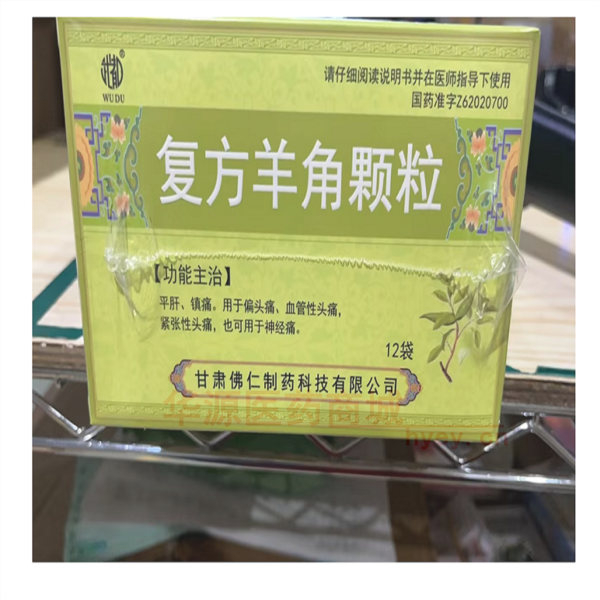 WUDU
请仔细阅读说明书并在医师指导下使用
国药准字Z62020700
复方羊角颗粒
【功能主治】
平肝、镇痛。用于偏头痛、血管性头痛，
紧张性头痛，也可用于神经痛。
12袋
甘肃佛仁制药科技有限公司
华源医药商城